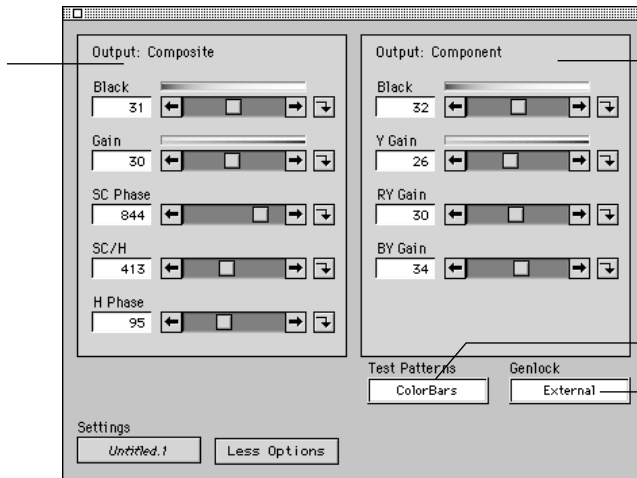 Output: Composite
Black
31
Gain
30
SC Phase
844
SC/H
413
H Phase
95
Output: Component
Black
32
Y Gain
26
RY Gain
30
BY Gain
34
Test Patterns
ColorBars
Genlock
External
Settings
Untitled.1
Less Options